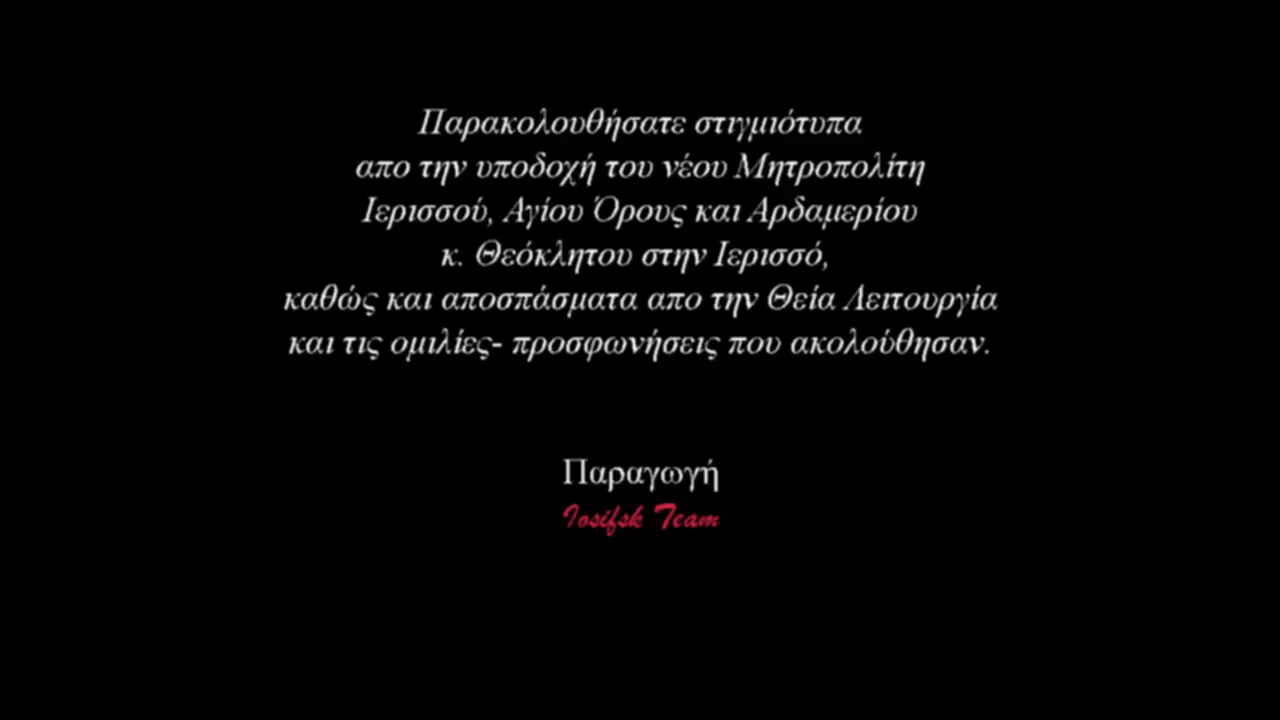 Παρακολουθήσατε στιγμιότυπα
απο την υποδοχή του νέου Μητροπολίτη
Ιερισσού, Αγίου Όρους και Αρδαμερίου
κ. Θεόκλητου στην Ιερισσό,
καθώς και αποσπάσματα απο την Θεία Λειτουργία
και τις ομιλίες- προσφωνήσεις που ακολούθησαν.
Παραγωγή
Iosifsk Team